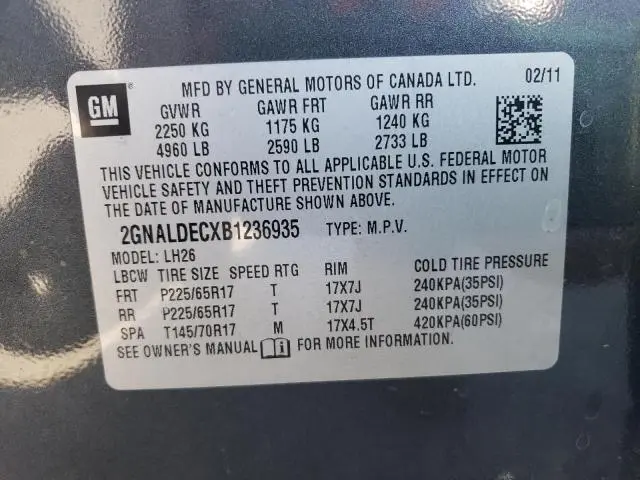 GM
MFD BY GENERAL MOTORS OF CANADA LTD. 02/11
GVWR GAWR FRT GAWR RR
2250 KG 1175 KG 1240 KG
4960 LB 2590 LB 2733 LB
THIS VEHICLE CONFORMS TO ALL APPLICABLE U.S. FEDERAL MOTOR
VEHICLE SAFETY AND THEFT PREVENTION STANDARDS IN EFFECT ON
THE DATE OF MANUFACTURE SHOWN ABOVE.
2GNALDECXB1236935 TYPE: M.P.V.
MODEL: LH26
LBCW TIRE SIZE SPEED RTG RIM COLD TIRE PRESSURE
FRT P225/65R17 T 17X7J 240KPA(35PSI)
RR P225/65R17 T 17X7J 240KPA(35PSI)
SPA T145/70R17 M 17X4.5T 420KPA(60PSI)
SEE OWNER'S MANUAL i FOR MORE INFORMATION.